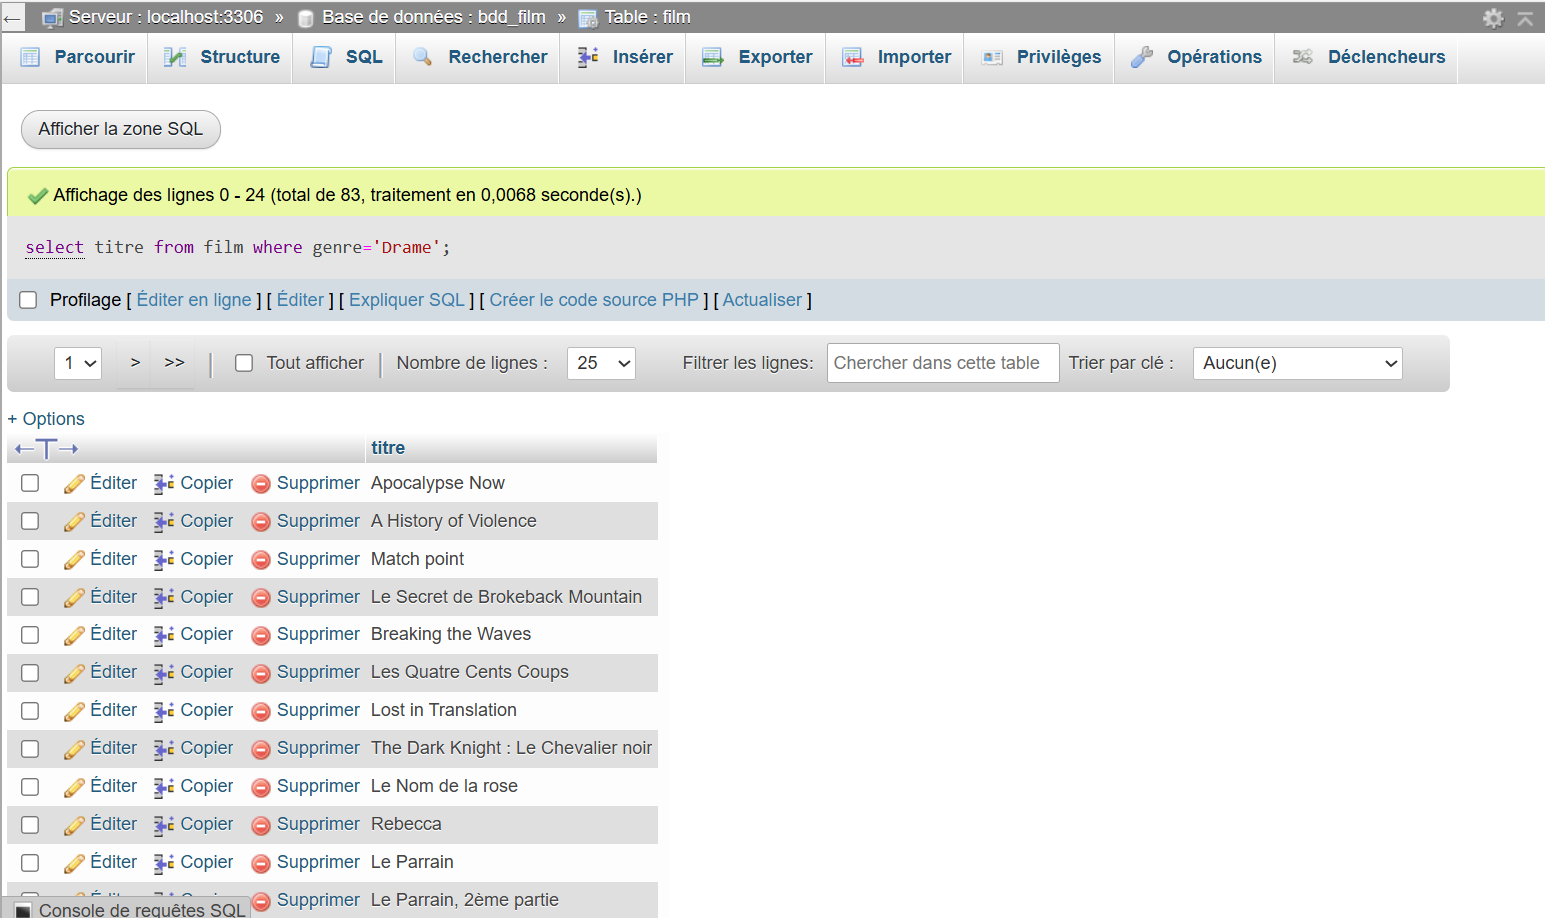 Serveur : localhost:3306 » Base de données : bdd_film » Table : film
Parcourir Structure SQL Rechercher Insérer Exporter Importer Privilèges Opérations Déclencheurs
Afficher la zone SQL
Affichage des lignes 0 - 24 (total de 83, traitement en 0,0068 seconde(s).)
select titre from film where genre='Drame';
Profilage [ Éditer en ligne ] [ Éditer ] [ Expliquer SQL ] [ Créer le code source PHP ] [ Actualiser ]
1 > >> | Tout afficher | Nombre de lignes : 25 Filtrer les lignes: Chercher dans cette table Trier par clé : Aucun(e)
+ Options
←T→ titre
Éditer Copier Supprimer Apocalypse Now
Éditer Copier Supprimer A History of Violence
Éditer Copier Supprimer Match point
Éditer Copier Supprimer Le Secret de Brokeback Mountain
Éditer Copier Supprimer Breaking the Waves
Éditer Copier Supprimer Les Quatre Cents Coups
Éditer Copier Supprimer Lost in Translation
Éditer Copier Supprimer The Dark Knight : Le Chevalier noir
Éditer Copier Supprimer Le Nom de la rose
Éditer Copier Supprimer Rebecca
Éditer Copier Supprimer Le Parrain
Supprimer Le Parrain, 2ème partie
Console de requêtes SQL